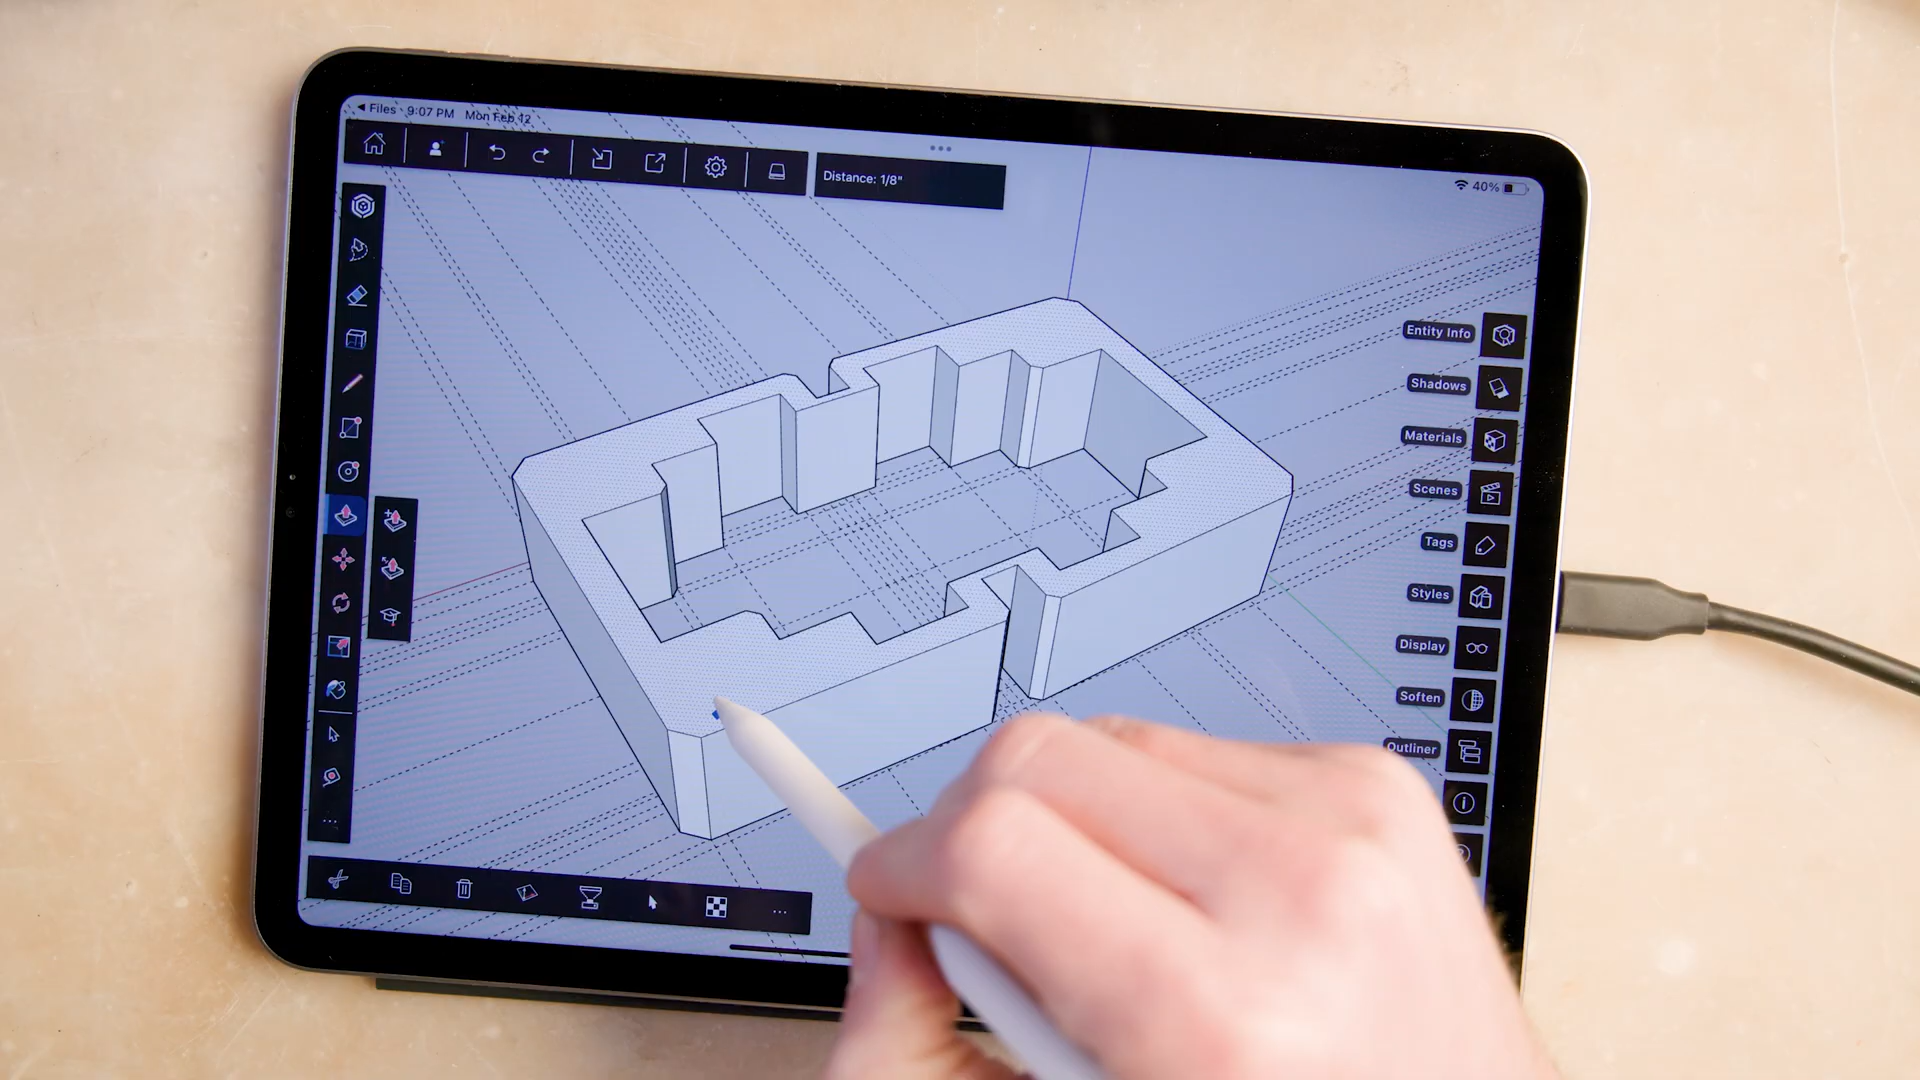 ◀ Files 9:07 PM Mon Feb 12
40%
Distance: 1/8"
Entity Info
Shadows
Materials
Scenes
Tags
Styles
Display
Soften
Outliner